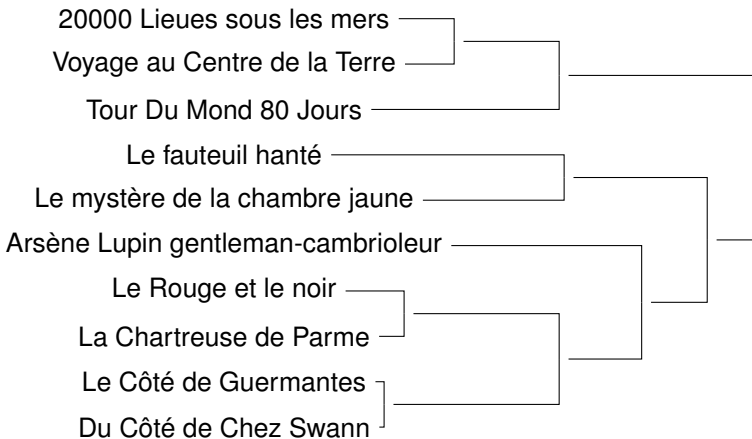 20000 Lieues sous les mers
Voyage au Centre de la Terre
Tour Du Mond 80 Jours
Le fauteuil hanté
Le mystère de la chambre jaune
Arsène Lupin gentleman-cambrioleur
Le Rouge et le noir
La Chartreuse de Parme
Le Côté de Guermantes
Du Côté de Chez Swann